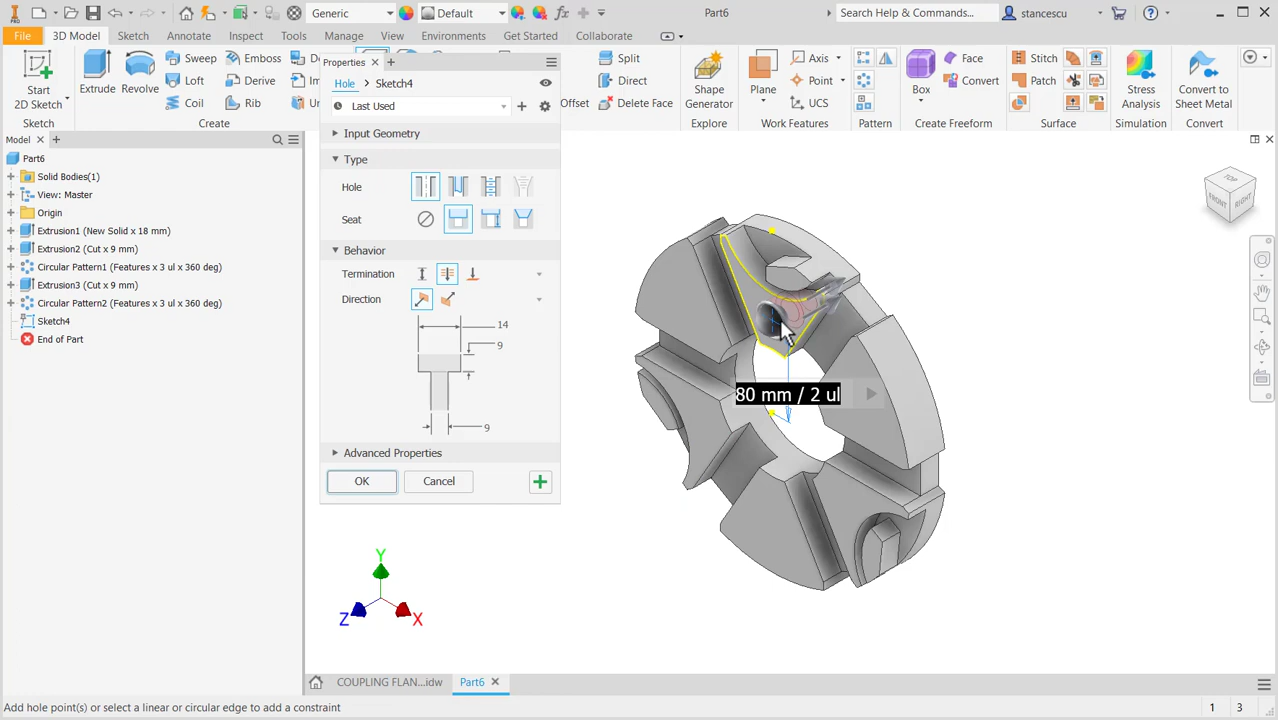 Generic
Default
Part6
Search Help & Commands...
stancescu
File
3D Model
Sketch
Annotate
Inspect
Tools
Manage
View
Environments
Get Started
Collaborate
Start
2D Sketch
Extrude
Revolve
Sweep
Loft
Coil
Emboss
Derive
Rib
Split
Direct
Offset
Delete Face
Shape
Generator
Plane
Axis
Point
UCS
Box
Face
Convert
Stitch
Patch
Stress
Analysis
Convert to
Sheet Metal
Sketch
Create
Explore
Work Features
Pattern
Create Freeform
Surface
Simulation
Convert
Properties
Hole
Sketch4
Last Used
Input Geometry
Type
Hole
Seat
Behavior
Termination
Direction
14
9
9
Advanced Properties
OK
Cancel
Model
Part6
Solid Bodies(1)
View: Master
Origin
Extrusion1 (New Solid x 18 mm)
Extrusion2 (Cut x 9 mm)
Circular Pattern1 (Features x 3 ul x 360 deg)
Extrusion3 (Cut x 9 mm)
Circular Pattern2 (Features x 3 ul x 360 deg)
Sketch4
End of Part
80 mm / 2 ul
TOP
FRONT
RIGHT
Y
Z
X
COUPLING FLAN...idw
Part6
Add hole point(s) or select a linear or circular edge to add a constraint
1
3